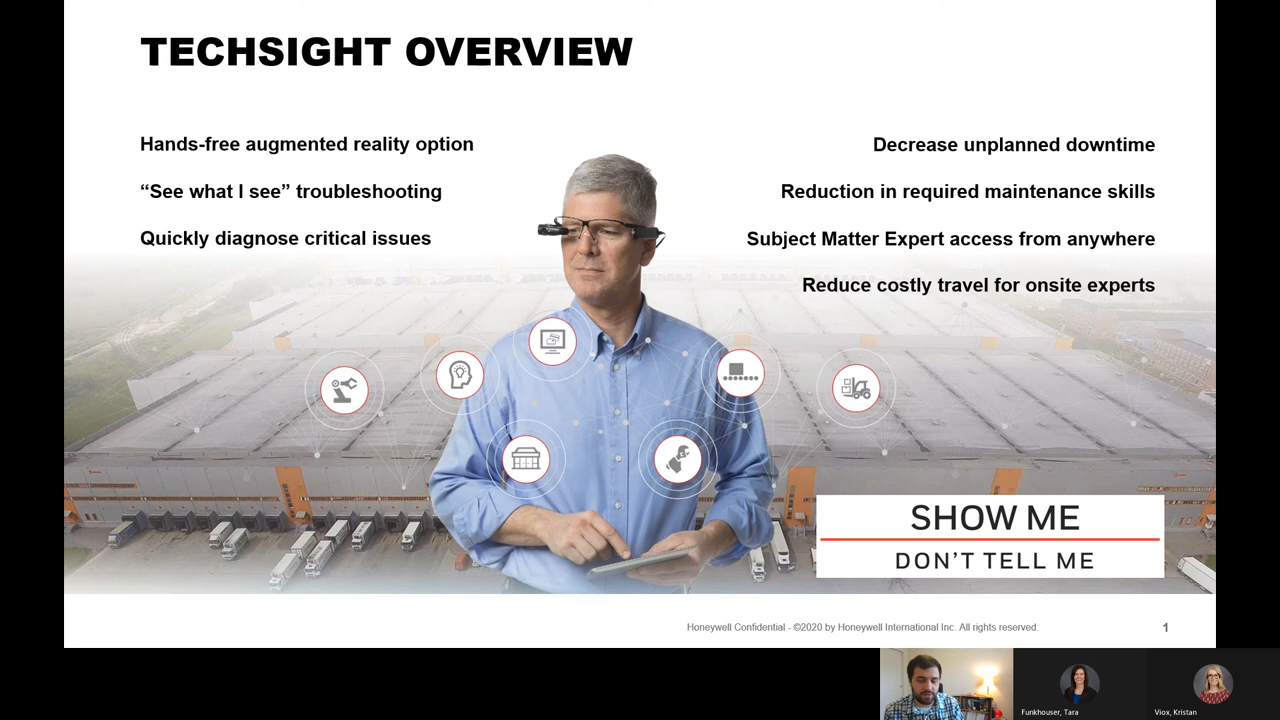 TECHSIGHT OVERVIEW
Hands-free augmented reality option
“See what I see” troubleshooting
Quickly diagnose critical issues
Decrease unplanned downtime
Reduction in required maintenance skills
Subject Matter Expert access from anywhere
Reduce costly travel for onsite experts
SHOW ME
DON’T TELL ME
Honeywell Confidential - ©2020 by Honeywell International Inc. All rights reserved.
1
Funkhouser, Tara
Viox, Kristan